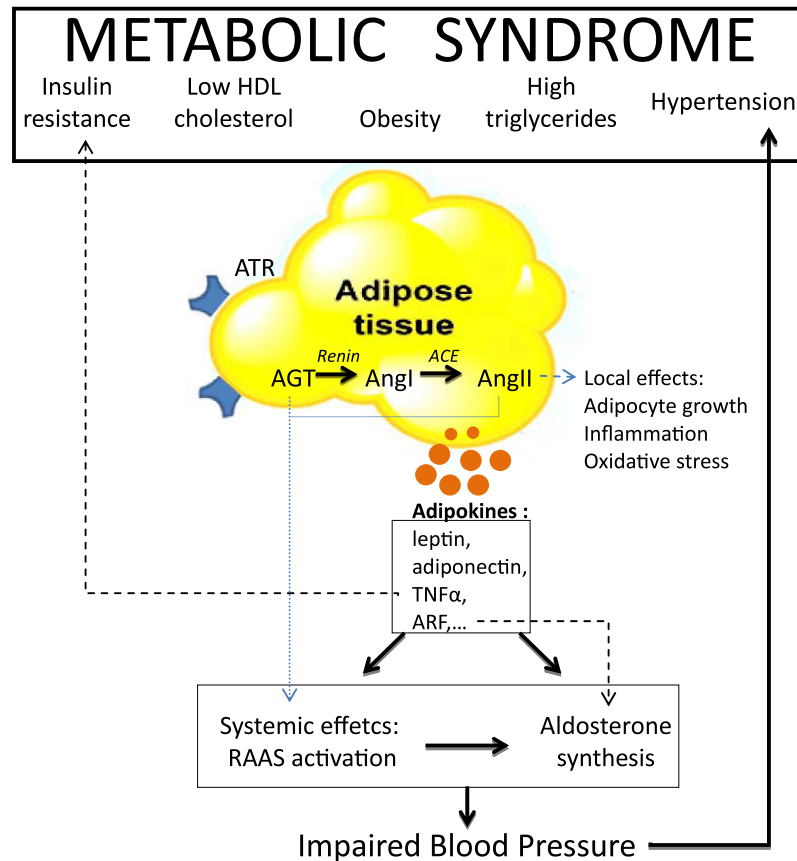 METABOLIC SYNDROME
Insulin
resistance
Low HDL
cholesterol
Obesity
High
triglycerides
Hypertension
ATR
Adipose
tissue
Renin
ACE
AGT
AngI
AngII
Local effects:
Adipocyte growth
Inflammation
Oxidative stress
Adipokines :
leptin,
adiponectin,
TNFα,
ARF,...
Systemic effetcs:
RAAS activation
Aldosterone
synthesis
Impaired Blood Pressure